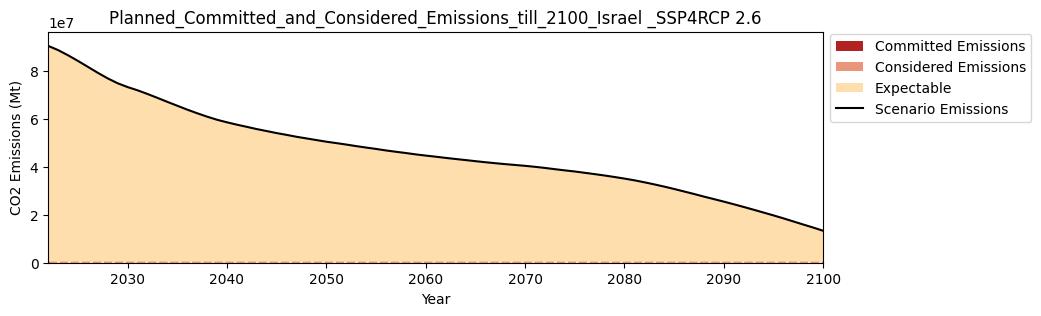 Planned_Committed_and_Considered_Emissions_till_2100_Israel _SSP4RCP 2.6
1e7
8
6
4
2
0
CO2 Emissions (Mt)
2030 2040 2050 2060 2070 2080 2090 2100
Year
Committed Emissions
Considered Emissions
Expectable
Scenario Emissions